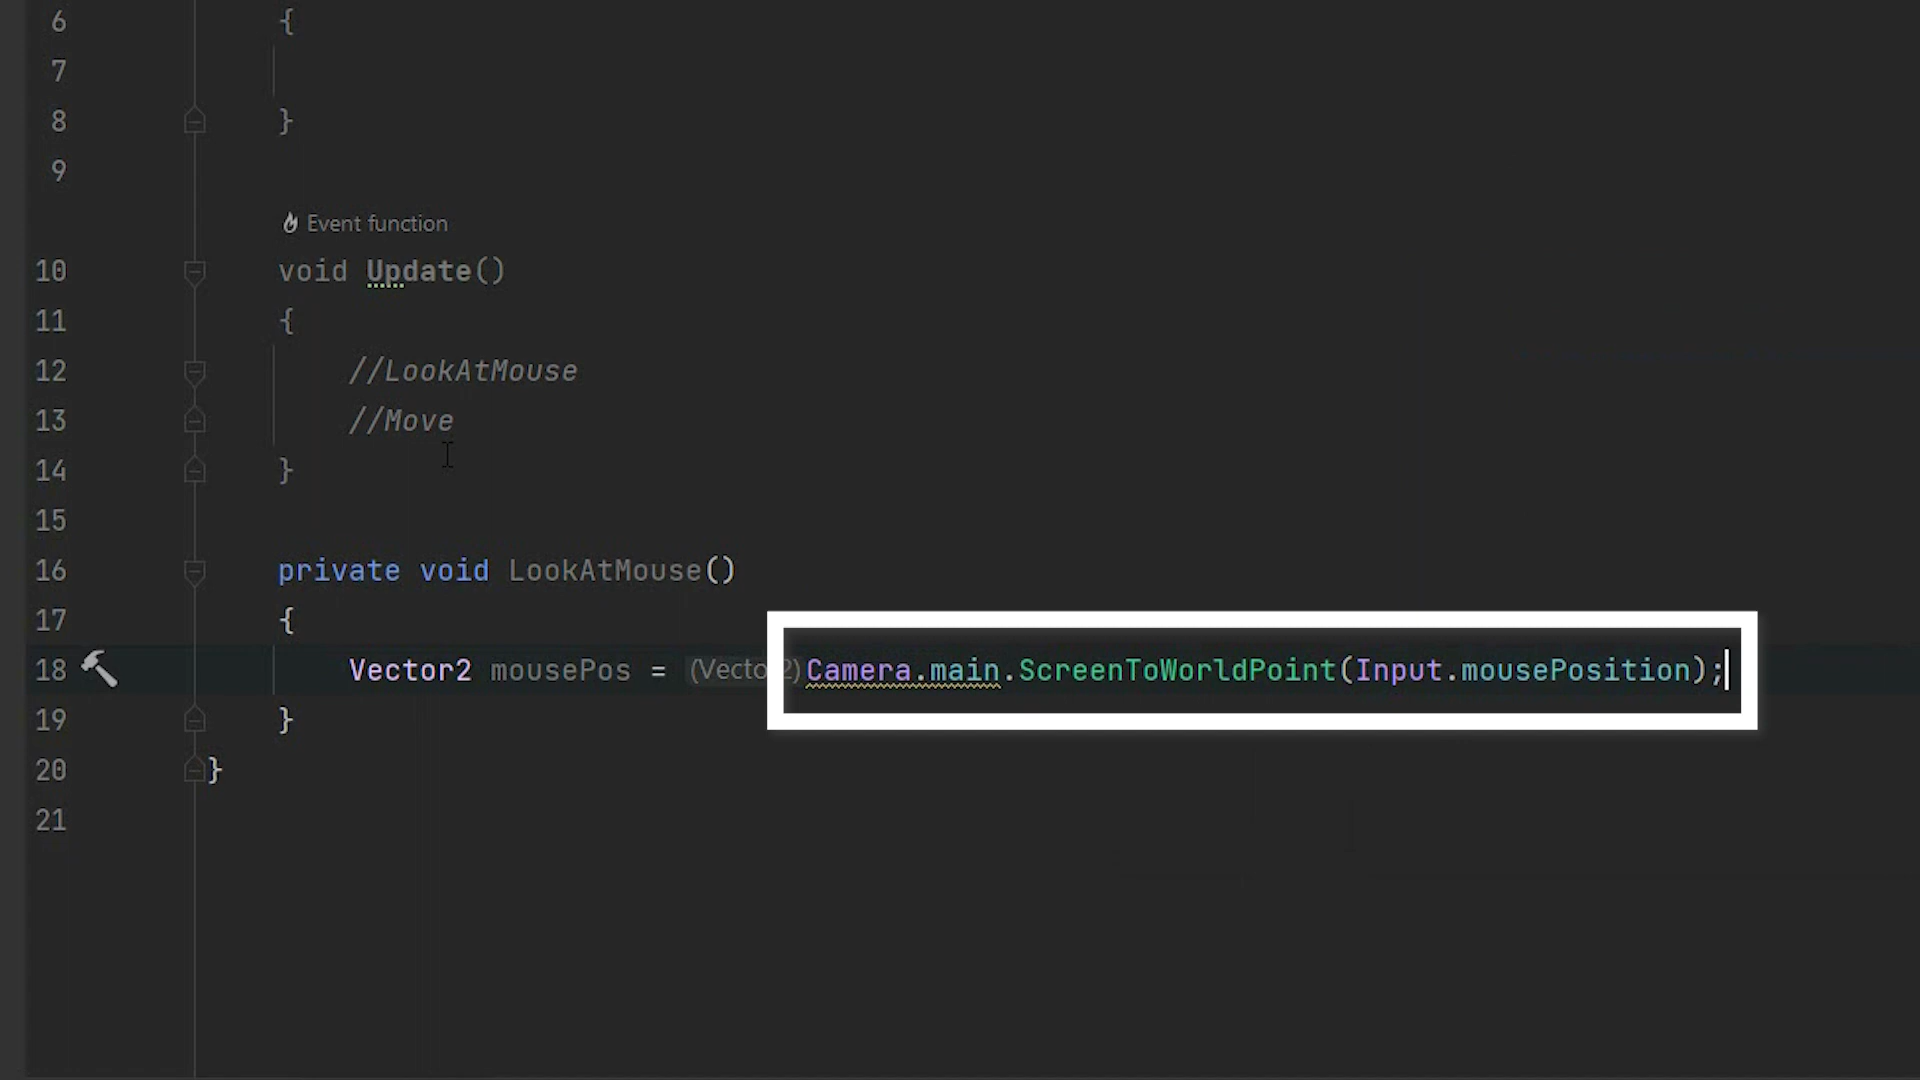 6 {
7
8 }
9
Event function
10 void Update()
11 {
12 //LookAtMouse
13 //Move
14 }
15
16 private void LookAtMouse()
17 {
18 Vector2 mousePos = (Vector2)Camera.main.ScreenToWorldPoint(Input.mousePosition);
19 }
20 }
21